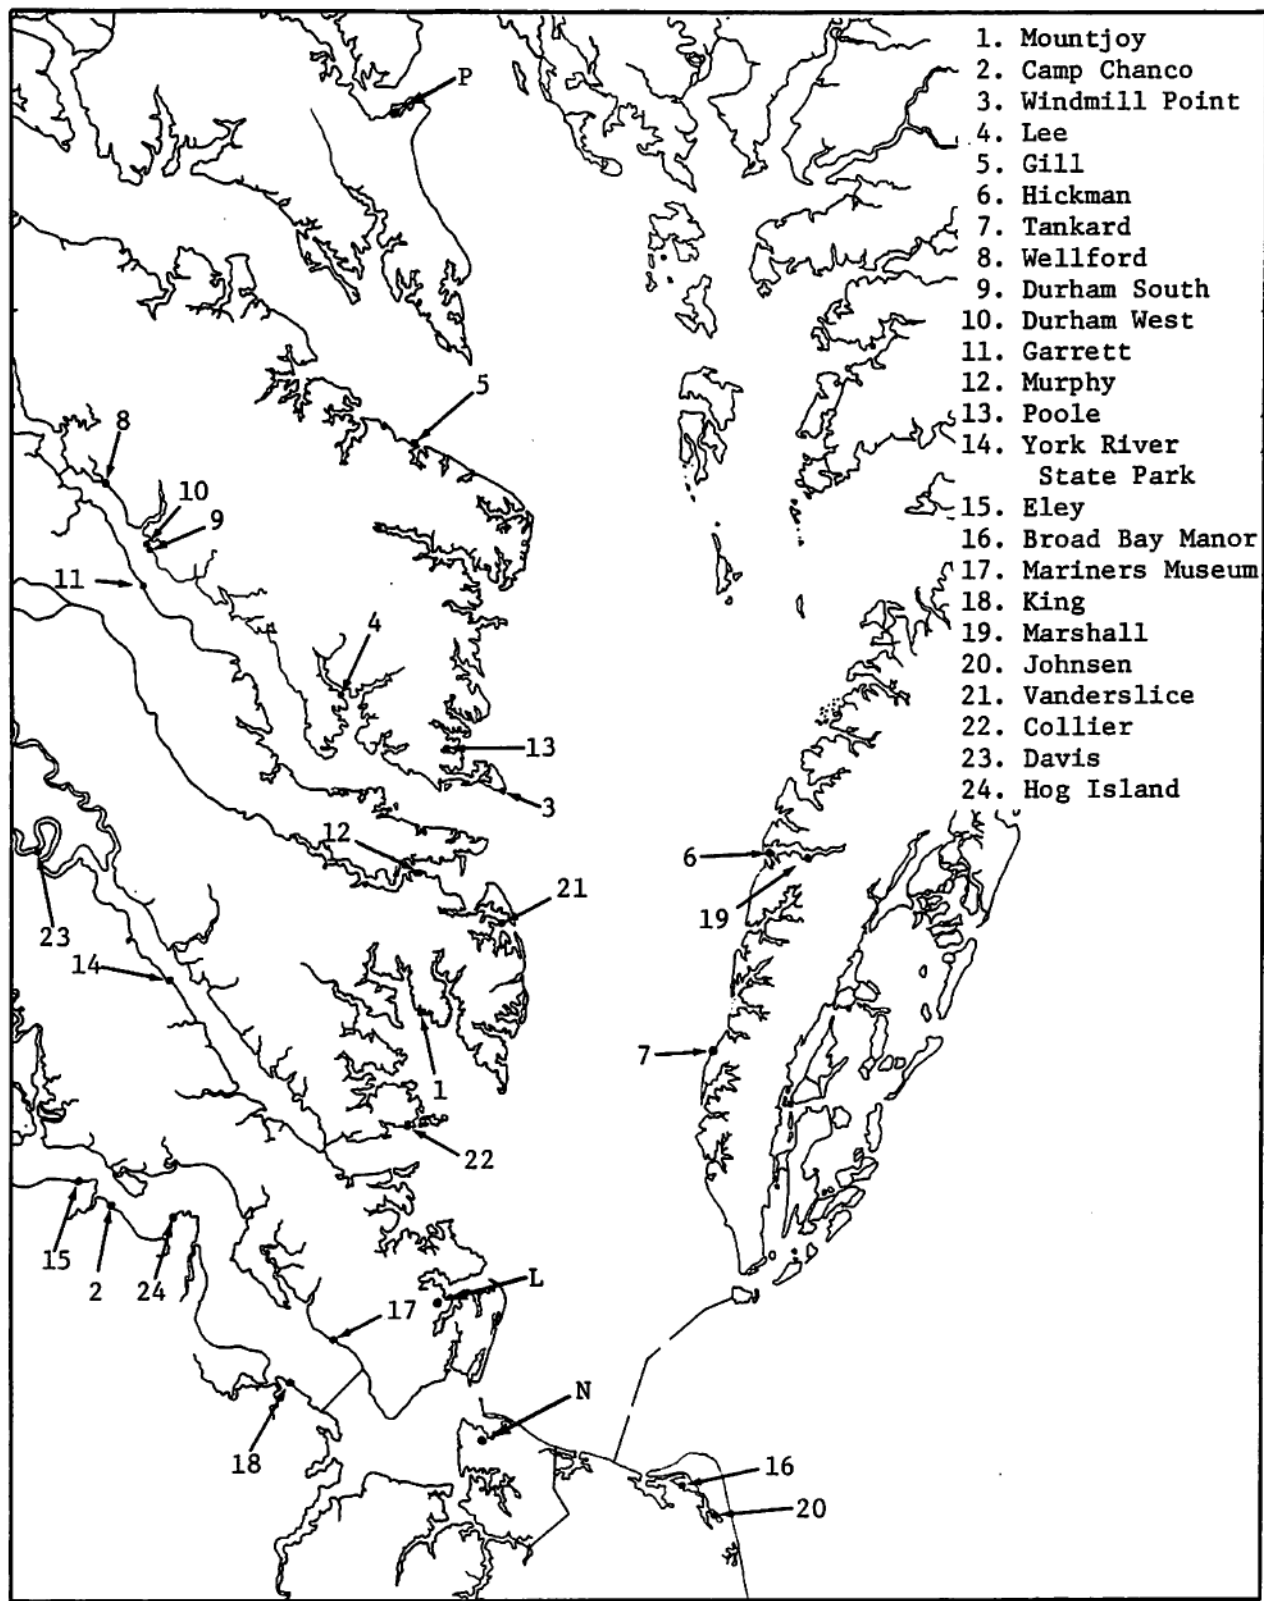 1. Mountjoy
2. Camp Chanco
3. Windmill Point
4. Lee
5. Gill
6. Hickman
7. Tankard
8. Wellford
9. Durham South
10. Durham West
11. Garrett
12. Murphy
13. Poole
14. York River
State Park
15. Eley
16. Broad Bay Manor
17. Mariners Museum
18. King
19. Marshall
20. Johnsen
21. Vanderslice
22. Collier
23. Davis
24. Hog Island
P
5
8
10
9
11
4
13
3
12
6
21
19
23
14
7
1
22
15
2
24
L
17
N
18
16
20